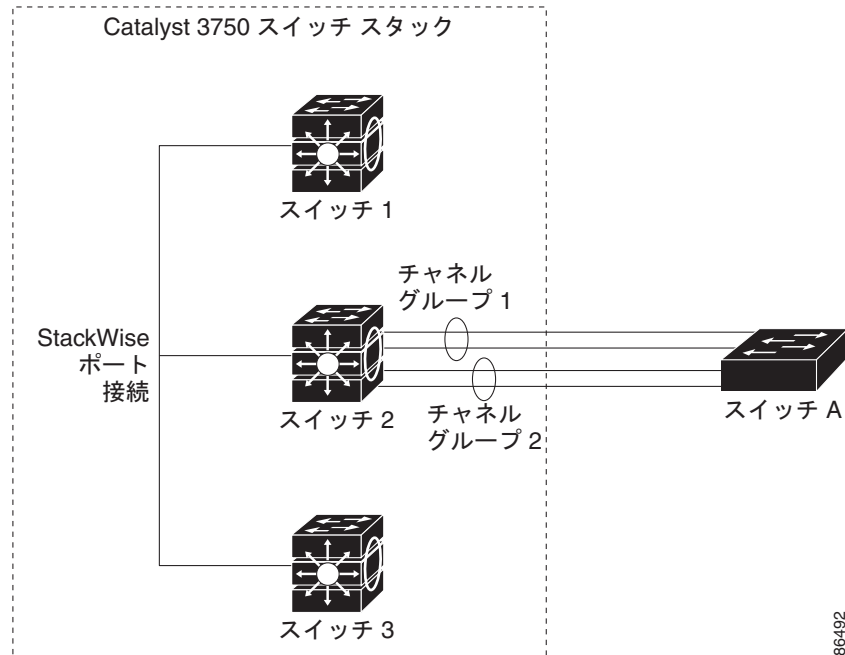 Catalyst 3750 スイッチ スタック
スイッチ 1
チャネル
グループ 1
StackWise
ポート
接続
スイッチ 2
チャネル
グループ 2
スイッチ A
スイッチ 3
86492